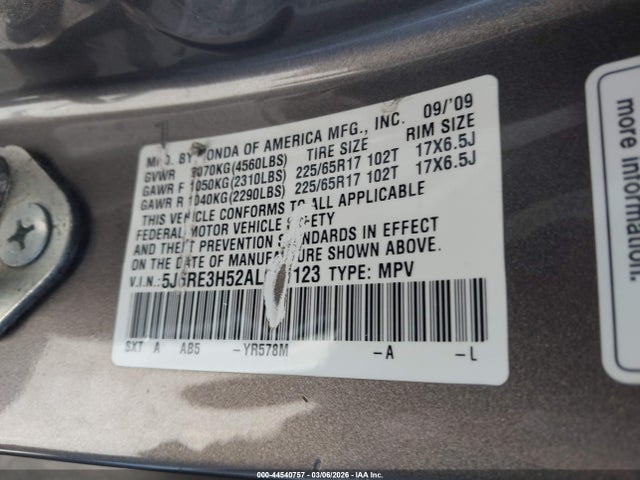 MFD. BY HONDA OF AMERICA MFG., INC. 09/'09
GVWR 2070KG(4560LBS) TIRE SIZE RIM SIZE
GAWR F 1050KG(2310LBS) 225/65R17 102T 17X6.5J
GAWR R 1040KG(2290LBS) 225/65R17 102T 17X6.5J
THIS VEHICLE CONFORMS TO ALL APPLICABLE
FEDERAL MOTOR VEHICLE SAFETY
AND THEFT PREVENTION STANDARDS IN EFFECT
ON THE DATE OF MANUFACTURE SHOWN ABOVE.
V.I.N.: TYPE: MPV
SXT A AB5 -YR578M -A -L
more information.
000-44540757 - 03/06/2026 - IAAI, Inc.